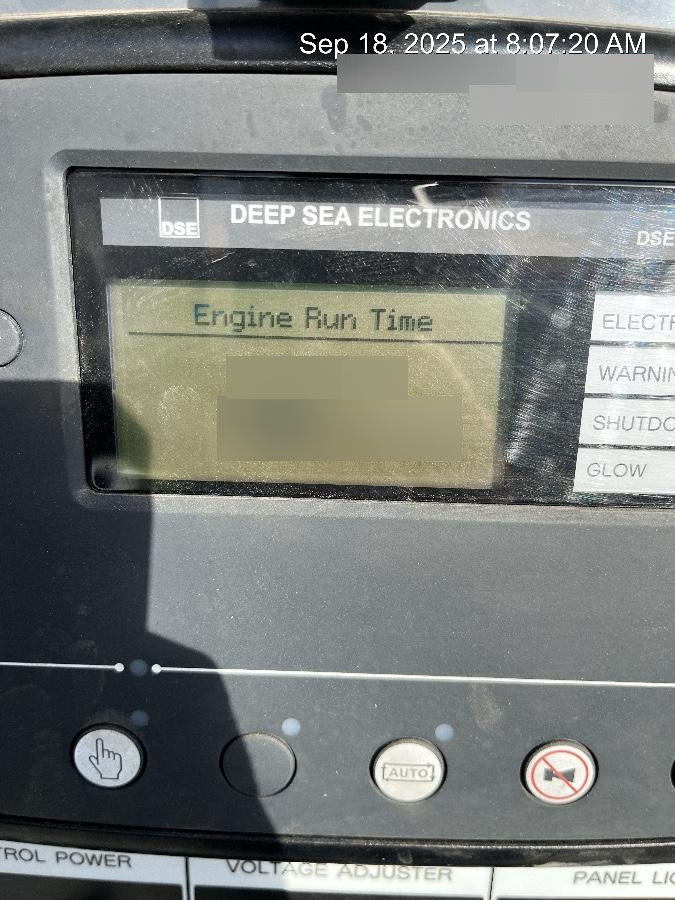 Sep 18, 2025 at 8:07:20 AM
DSE
DEEP SEA ELECTRONICS
DSE
Engine Run Time
ELECTR
WARNIN
SHUTDO
GLOW
AUTO
TROL POWER
VOLTAGE ADJUSTER
PANEL LIG